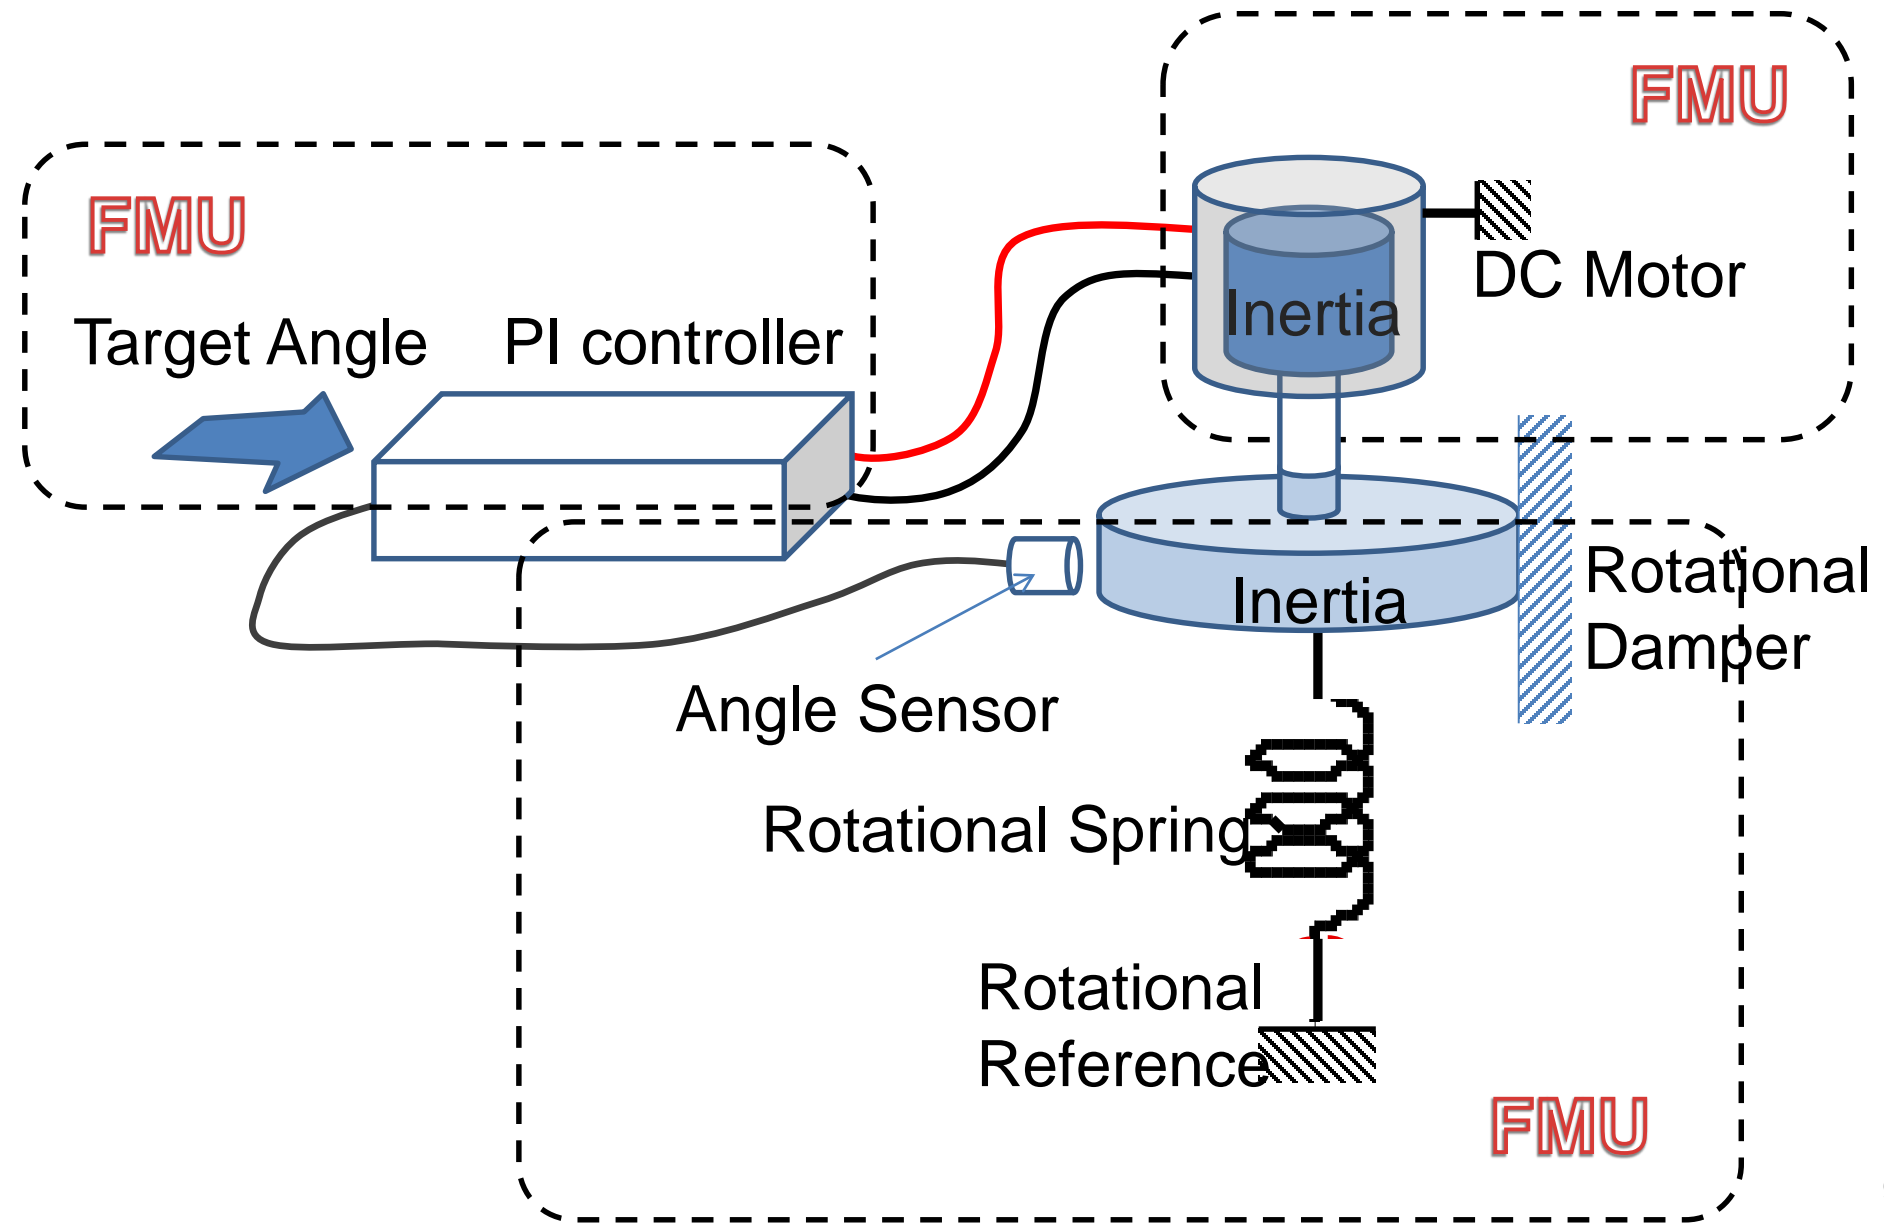 FMU
FMU
DC Motor
Inertia
Target Angle
PI controller
Rotational
Damper
Inertia
Angle Sensor
Rotational Spring
Rotational
Reference
FMU